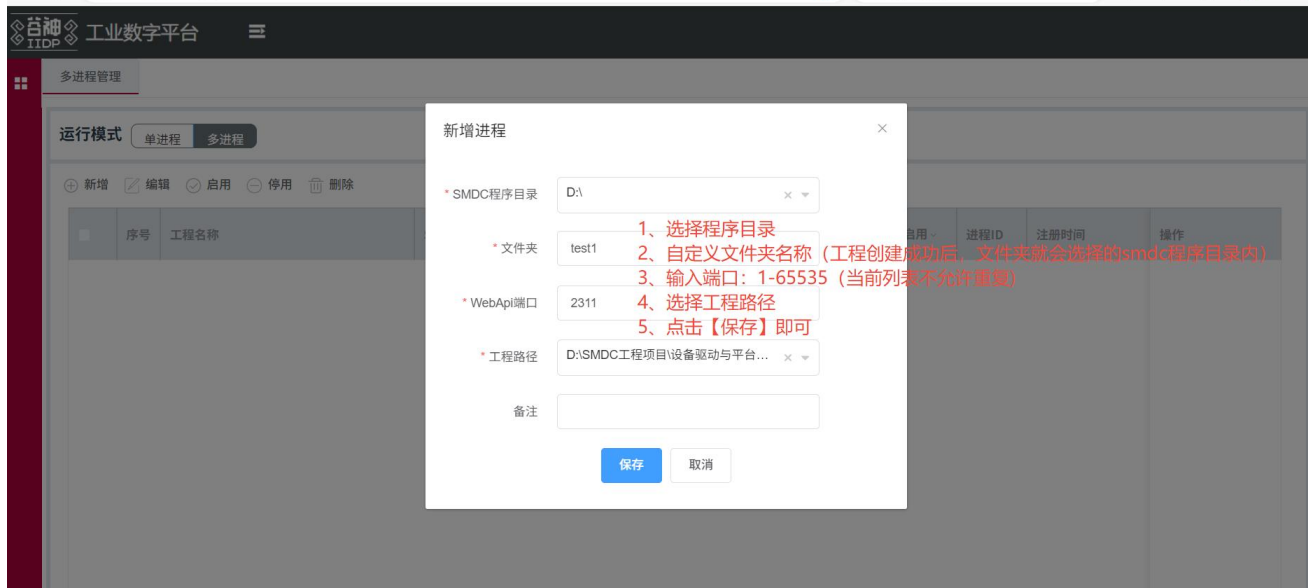 谷神 IIDP 工业数字平台
多进程管理
运行模式 单进程 多进程
新增 编辑 启用 停用 删除
序号 工程名称 启用 进程ID 注册时间 操作
新增进程
* SMDC程序目录 D:\
* 文件夹 test1
* WebApi端口 2311
* 工程路径 D:\SMDC工程项目\设备驱动与平台...
备注
保存 取消
1、选择程序目录
2、自定义文件夹名称（工程创建成功后，文件夹就会选择的smdc程序目录内）
3、输入端口：1-65535（当前列表不允许重复）
4、选择工程路径
5、点击【保存】即可